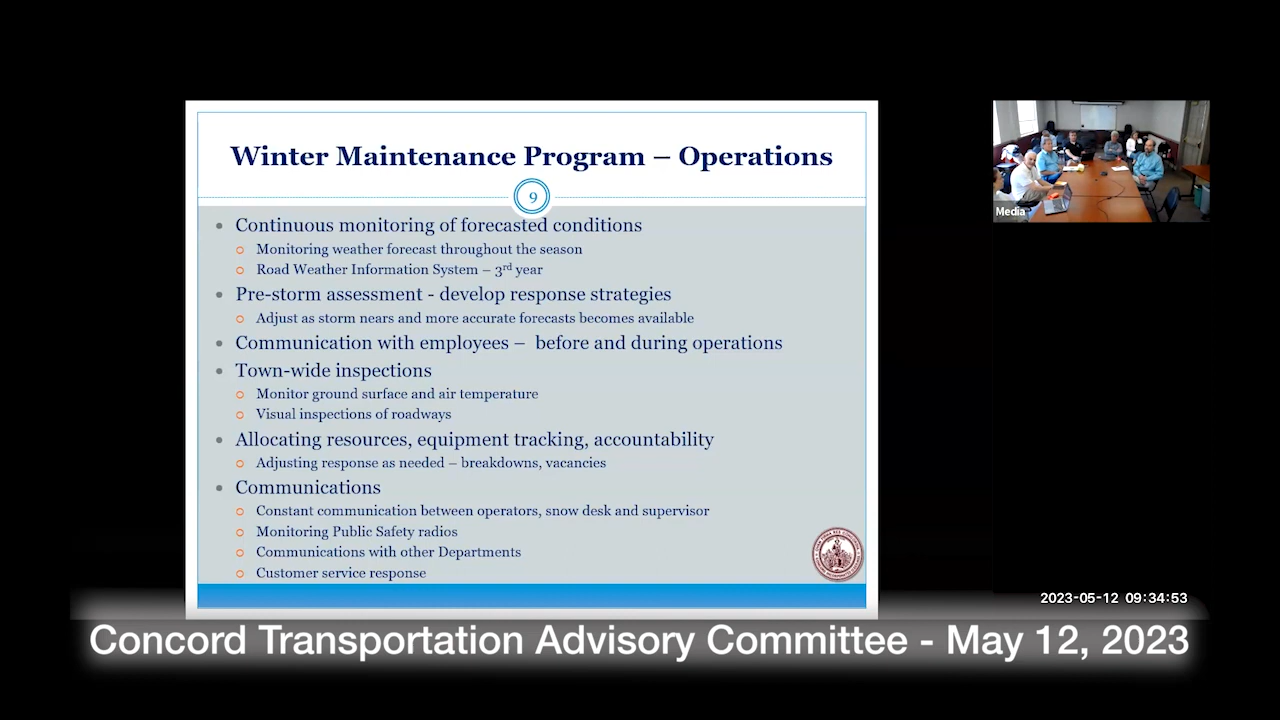 Winter Maintenance Program – Operations
9
Continuous monitoring of forecasted conditions
Monitoring weather forecast throughout the season
Road Weather Information System – 3rd year
Pre-storm assessment - develop response strategies
Adjust as storm nears and more accurate forecasts becomes available
Communication with employees – before and during operations
Town-wide inspections
Monitor ground surface and air temperature
Visual inspections of roadways
Allocating resources, equipment tracking, accountability
Adjusting response as needed – breakdowns, vacancies
Communications
Constant communication between operators, snow desk and supervisor
Monitoring Public Safety radios
Communications with other Departments
Customer service response
Media
2023-05-12 09:34:53
Concord Transportation Advisory Committee - May 12, 2023